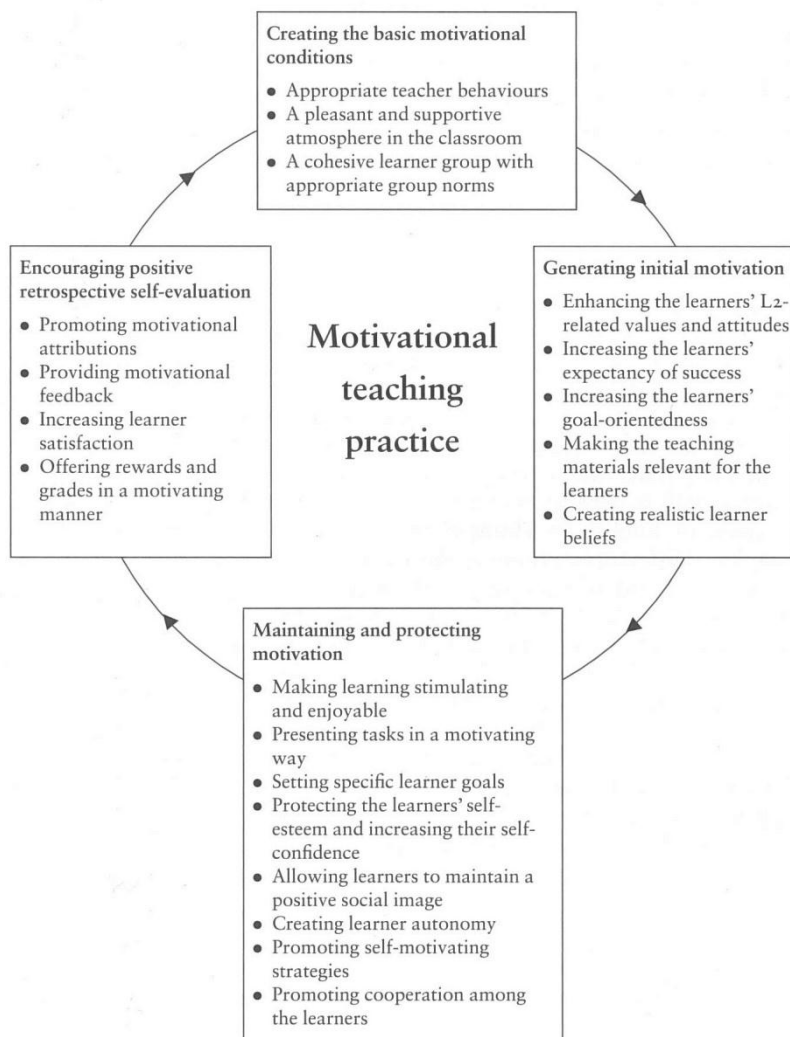 Creating the basic motivational
conditions
● Appropriate teacher behaviours
● A pleasant and supportive
atmosphere in the classroom
● A cohesive learner group with
appropriate group norms
Encouraging positive
retrospective self-evaluation
● Promoting motivational
attributions
● Providing motivational
feedback
● Increasing learner
satisfaction
● Offering rewards and
grades in a motivating
manner
Motivational
teaching
practice
Generating initial motivation
● Enhancing the learners’ L2-
related values and attitudes
● Increasing the learners’
expectancy of success
● Increasing the learners’
goal-orientedness
● Making the teaching
materials relevant for the
learners
● Creating realistic learner
beliefs
Maintaining and protecting
motivation
● Making learning stimulating
and enjoyable
● Presenting tasks in a motivating
way
● Setting specific learner goals
● Protecting the learners’ self-
esteem and increasing their self-
confidence
● Allowing learners to maintain a
positive social image
● Creating learner autonomy
● Promoting self-motivating
strategies
● Promoting cooperation among
the learners